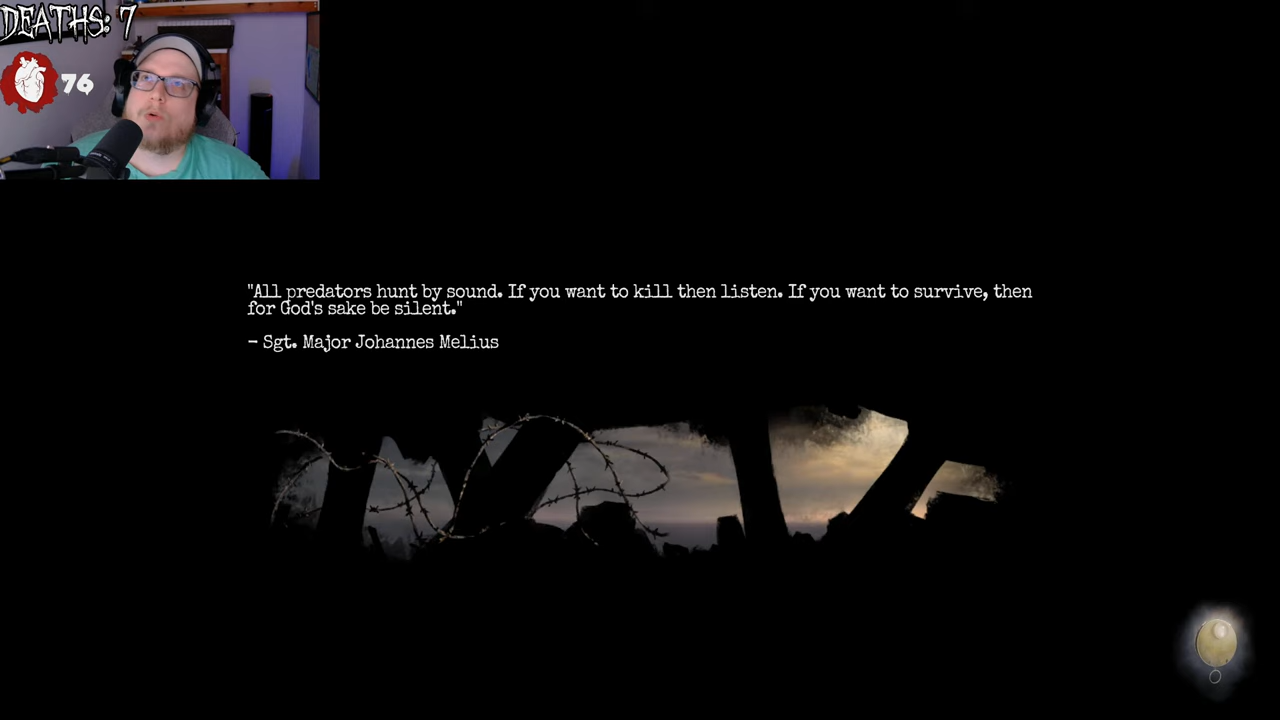 DEATHS: 7
76
"All predators hunt by sound. If you want to kill then listen. If you want to survive, then
for God's sake be silent."
- Sgt. Major Johannes Melius